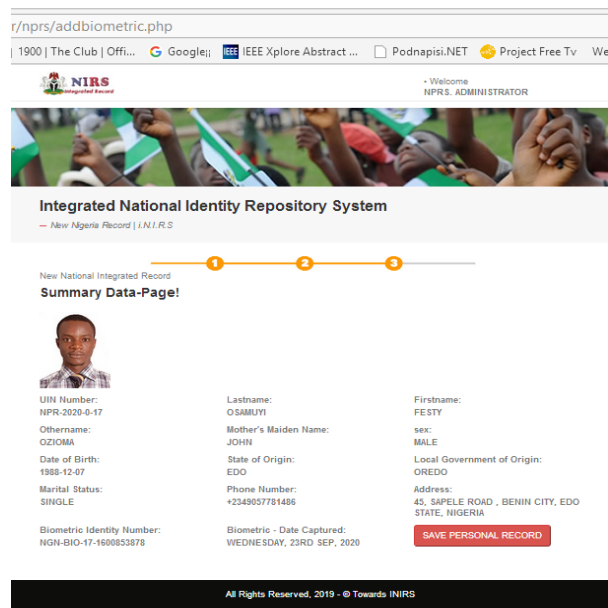 r/nprs/addbiometric.php
1900 | The Club | Offi... Google;; IEEE IEEE Xplore Abstract ... Podnapisi.NET Project Free Tv We
NIRS
Integrated Record
- Welcome
NPRS. ADMINISTRATOR
Integrated National Identity Repository System
— New Nigeria Record | i.N.I.R.S
1 2 3
New National Integrated Record
Summary Data-Page!
UIN Number: Lastname: Firstname:
NPR-2020-0-17 OSAMUYI FESTY
Othername: Mother's Maiden Name: sex:
OZIOMA JOHN MALE
Date of Birth: State of Origin: Local Government of Origin:
1988-12-07 EDO OREDO
Marital Status: Phone Number: Address:
SINGLE +2349057781486 45, SAPELE ROAD , BENIN CITY, EDO
STATE, NIGERIA
Biometric Identity Number: Biometric - Date Captured:
NGN-BIO-17-1600853878 WEDNESDAY, 23RD SEP, 2020 SAVE PERSONAL RECORD
All Rights Reserved, 2019 - © Towards INIRS